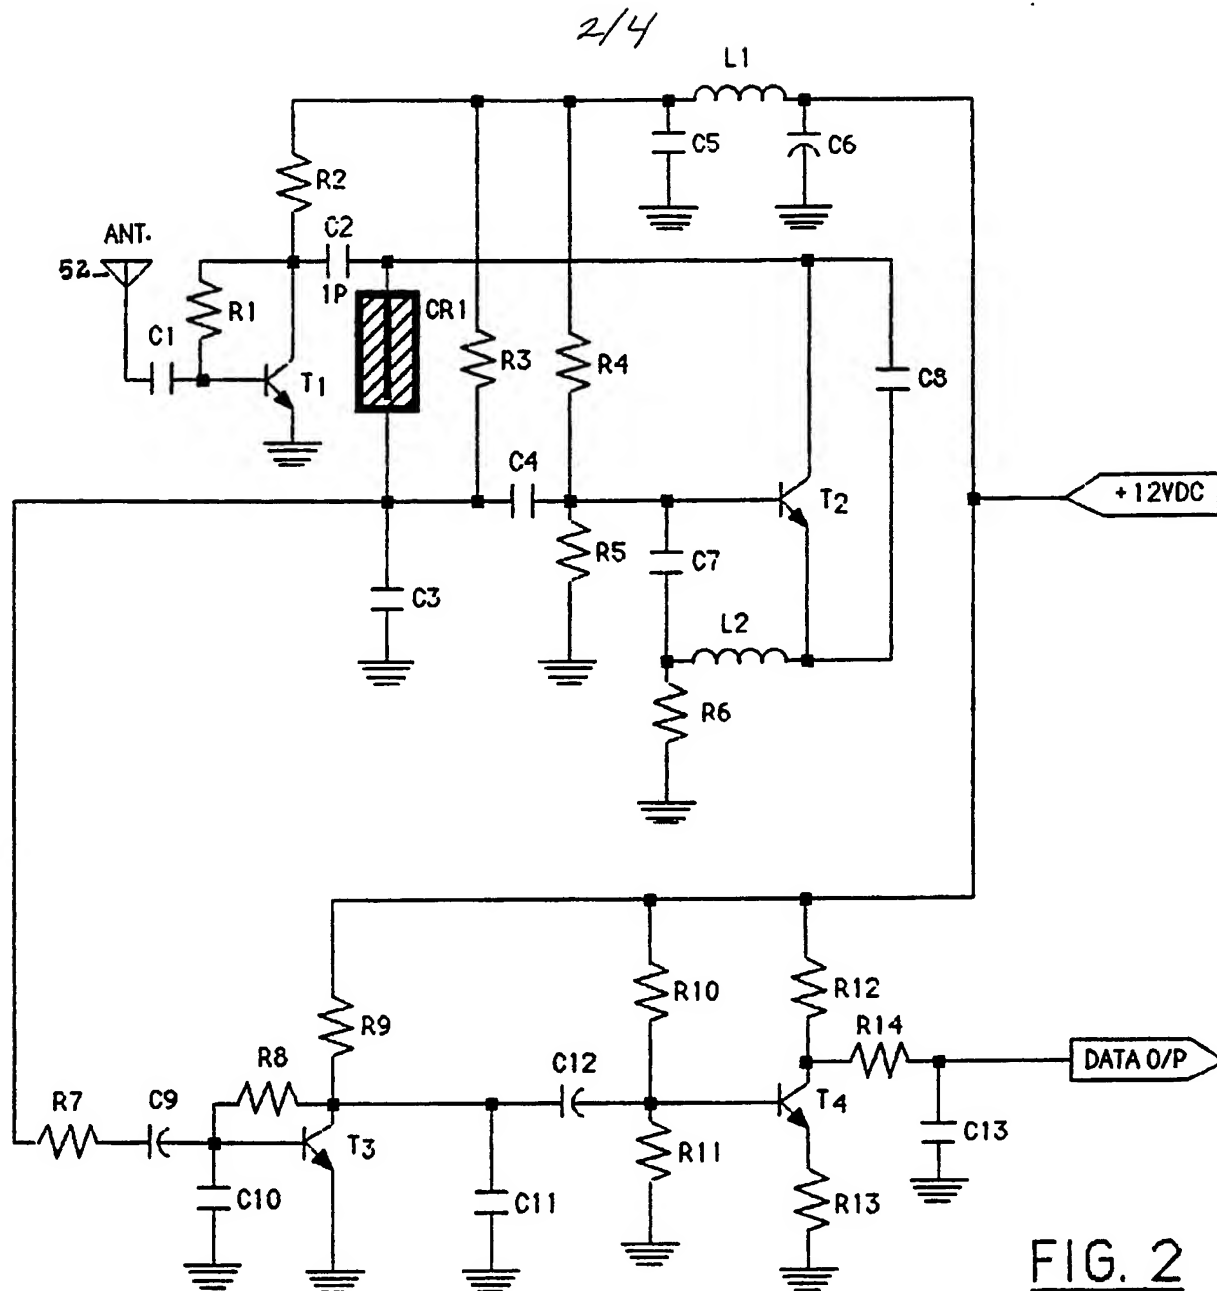 2/4
L1
C5
C6
R2
ANT.
52
C2
1P
CR1
R1
C1
T1
R3
R4
C8
C4
T2
+12VDC
R5
C7
C3
L2
R6
R10
R12
R9
R14
R8
C12
DATA O/P
R7
C9
T3
T4
C13
R11
C10
C11
R13
FIG. 2